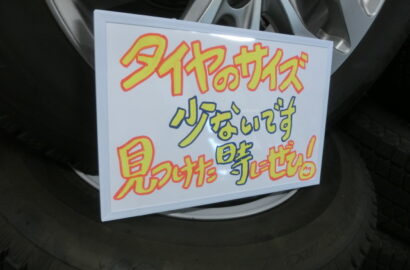 タイヤのサイズ
少ないです
見つけた時にぜひ!